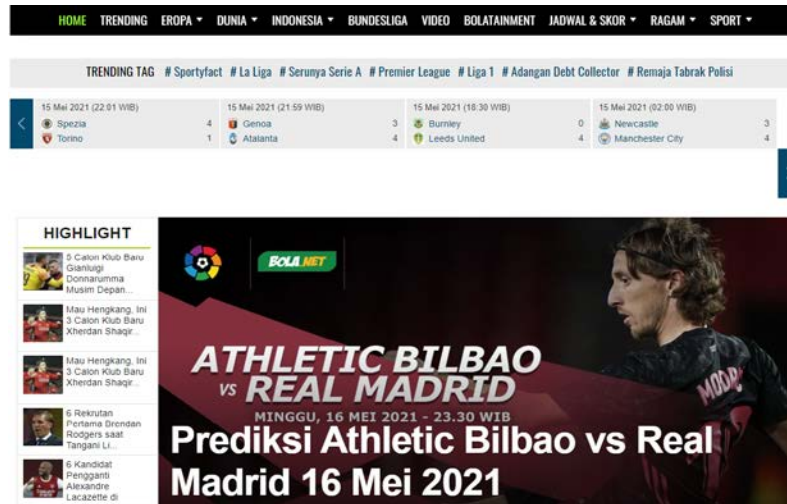 HOME TRENDING EROPA DUNIA INDONESIA BUNDESLIGA VIDEO BOLATAINMENT JADWAL & SKOR RAGAM SPORT
TRENDING TAG # Sportyfact # La Liga # Serunya Serie A # Premier League # Liga 1 # Adangan Debt Collector # Remaja Tabrak Polisi
15 Mei 2021 (22:01 WIB)
Spezia 4
Torino 1
15 Mei 2021 (21:59 WIB)
Genoa 3
Atalanta 4
15 Mei 2021 (18:30 WIB)
Burnley 0
Leeds United 4
15 Mei 2021 (02:00 WIB)
Newcastle 3
Manchester City 4
HIGHLIGHT
5 Calon Klub Baru
Gianluigi
Donnarumma
Musim Depan...
Mau Hengkang, Ini
3 Calon Klub Baru
Xherdan Shaqir...
Mau Hengkang, Ini
3 Calon Klub Baru
Xherdan Shaqir...
6 Rekrutan
Pertama Brendan
Rodgers saat
Tangani Li...
6 Kandidat
Pengganti
Alexandre
Lacazette di
BOLA.NET
ATHLETIC BILBAO
VS REAL MADRID
MINGGU, 16 MEI 2021 - 23.30 WIB
MODRIĆ
Prediksi Athletic Bilbao vs Real
Madrid 16 Mei 2021